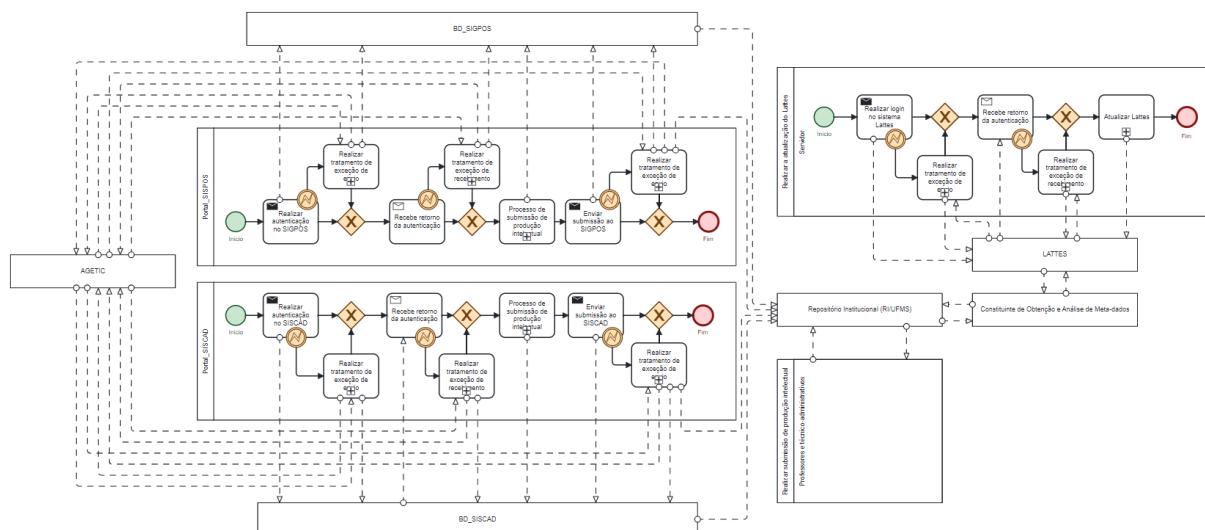 BD_SIGPOS
Realizar a atualização do Lattes
Servidor
Início
Realizar login
no sistema
Lattes
Recebe retorno
da autenticação
Atualizar Lattes
Fim
Realizar
tratamento de
exceção de
envio
Realizar
tratamento de
exceção de
recebimento
Portal_SISPOS
Início
Realizar
autenticação
no SIGPOS
Realizar
tratamento de
exceção de
envio
Recebe retorno
da autenticação
Realizar
tratamento de
exceção de
recebimento
Processo de
submissão de
produção
intelectual
Enviar
submissão ao
SIGPOS
Realizar
tratamento de
exceção de
envio
Fim
AGETIC
LATTES
Portal_SISCAD
Início
Realizar
autenticação
no SISCAD
Realizar
tratamento de
exceção de
envio
Recebe retorno
da autenticação
Realizar
tratamento de
exceção de
recebimento
Processo de
submissão de
produção
intelectual
Enviar
submissão ao
SISCAD
Realizar
tratamento de
exceção de
envio
Fim
Repositório Institucional (RI/UFMS)
Constituinte de Obtenção e Análise de Meta-dados
Realizar submissão de produção intelectual
Professores e técnico-administrativos
BD_SISCAD